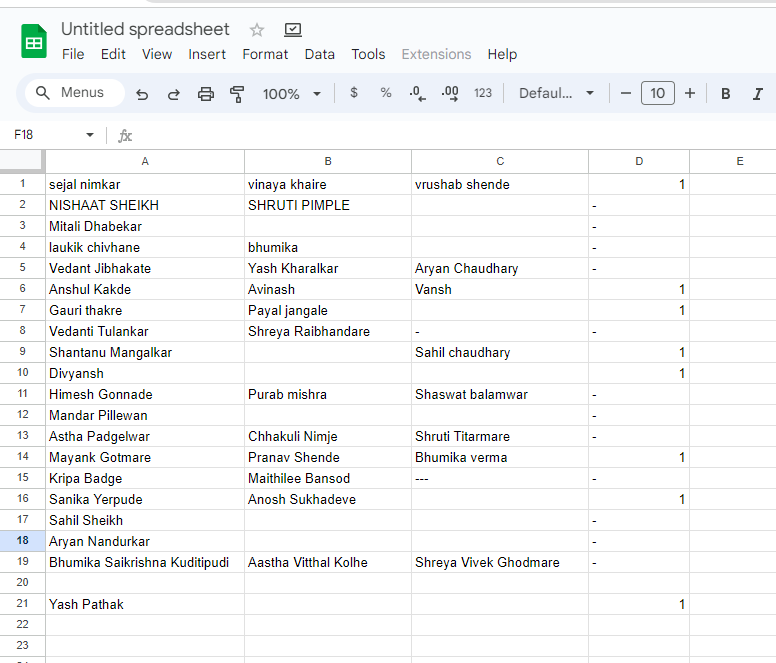 Untitled spreadsheet
File Edit View Insert Format Data Tools Extensions Help
Menus 100% $ % .0 .00 123 Defaul... − 10 + B I
F18 fx
A B C D E
1 sejal nimkar vinaya khaire vrushab shende 1
2 NISHAAT SHEIKH SHRUTI PIMPLE -
3 Mitali Dhabekar -
4 laukik chivhane bhumika -
5 Vedant Jibhakate Yash Kharalkar Aryan Chaudhary -
6 Anshul Kakde Avinash Vansh 1
7 Gauri thakre Payal jangale 1
8 Vedanti Tulankar Shreya Raibhandare - -
9 Shantanu Mangalkar Sahil chaudhary 1
10 Divyansh 1
11 Himesh Gonnade Purab mishra Shaswat balamwar -
12 Mandar Pillewan -
13 Astha Padgelwar Chhakuli Nimje Shruti Titarmare -
14 Mayank Gotmare Pranav Shende Bhumika verma 1
15 Kripa Badge Maithilee Bansod --- -
16 Sanika Yerpude Anosh Sukhadeve 1
17 Sahil Sheikh -
18 Aryan Nandurkar -
19 Bhumika Saikrishna Kuditipudi Aastha Vitthal Kolhe Shreya Vivek Ghodmare -
20
21 Yash Pathak 1
22
23